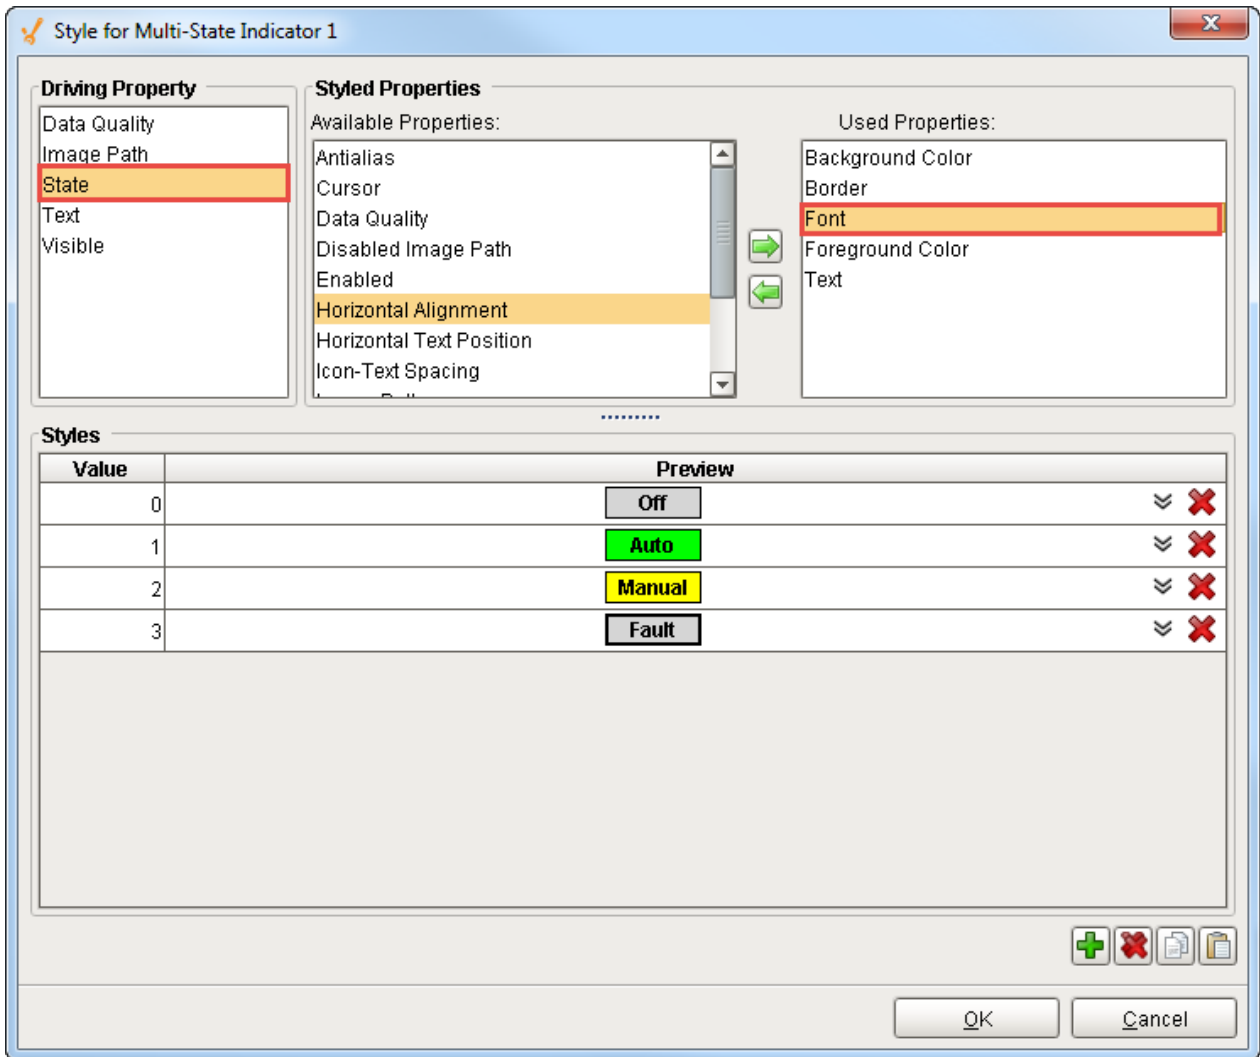 Style for Multi-State Indicator 1
x
Driving Property
Data Quality
Image Path
State
Text
Visible
Styled Properties
Available Properties:
Antialias
Cursor
Data Quality
Disabled Image Path
Enabled
Horizontal Alignment
Horizontal Text Position
Icon-Text Spacing
Used Properties:
Background Color
Border
Font
Foreground Color
Text
Styles
Value Preview
0 Off
1 Auto
2 Manual
3 Fault
OK Cancel